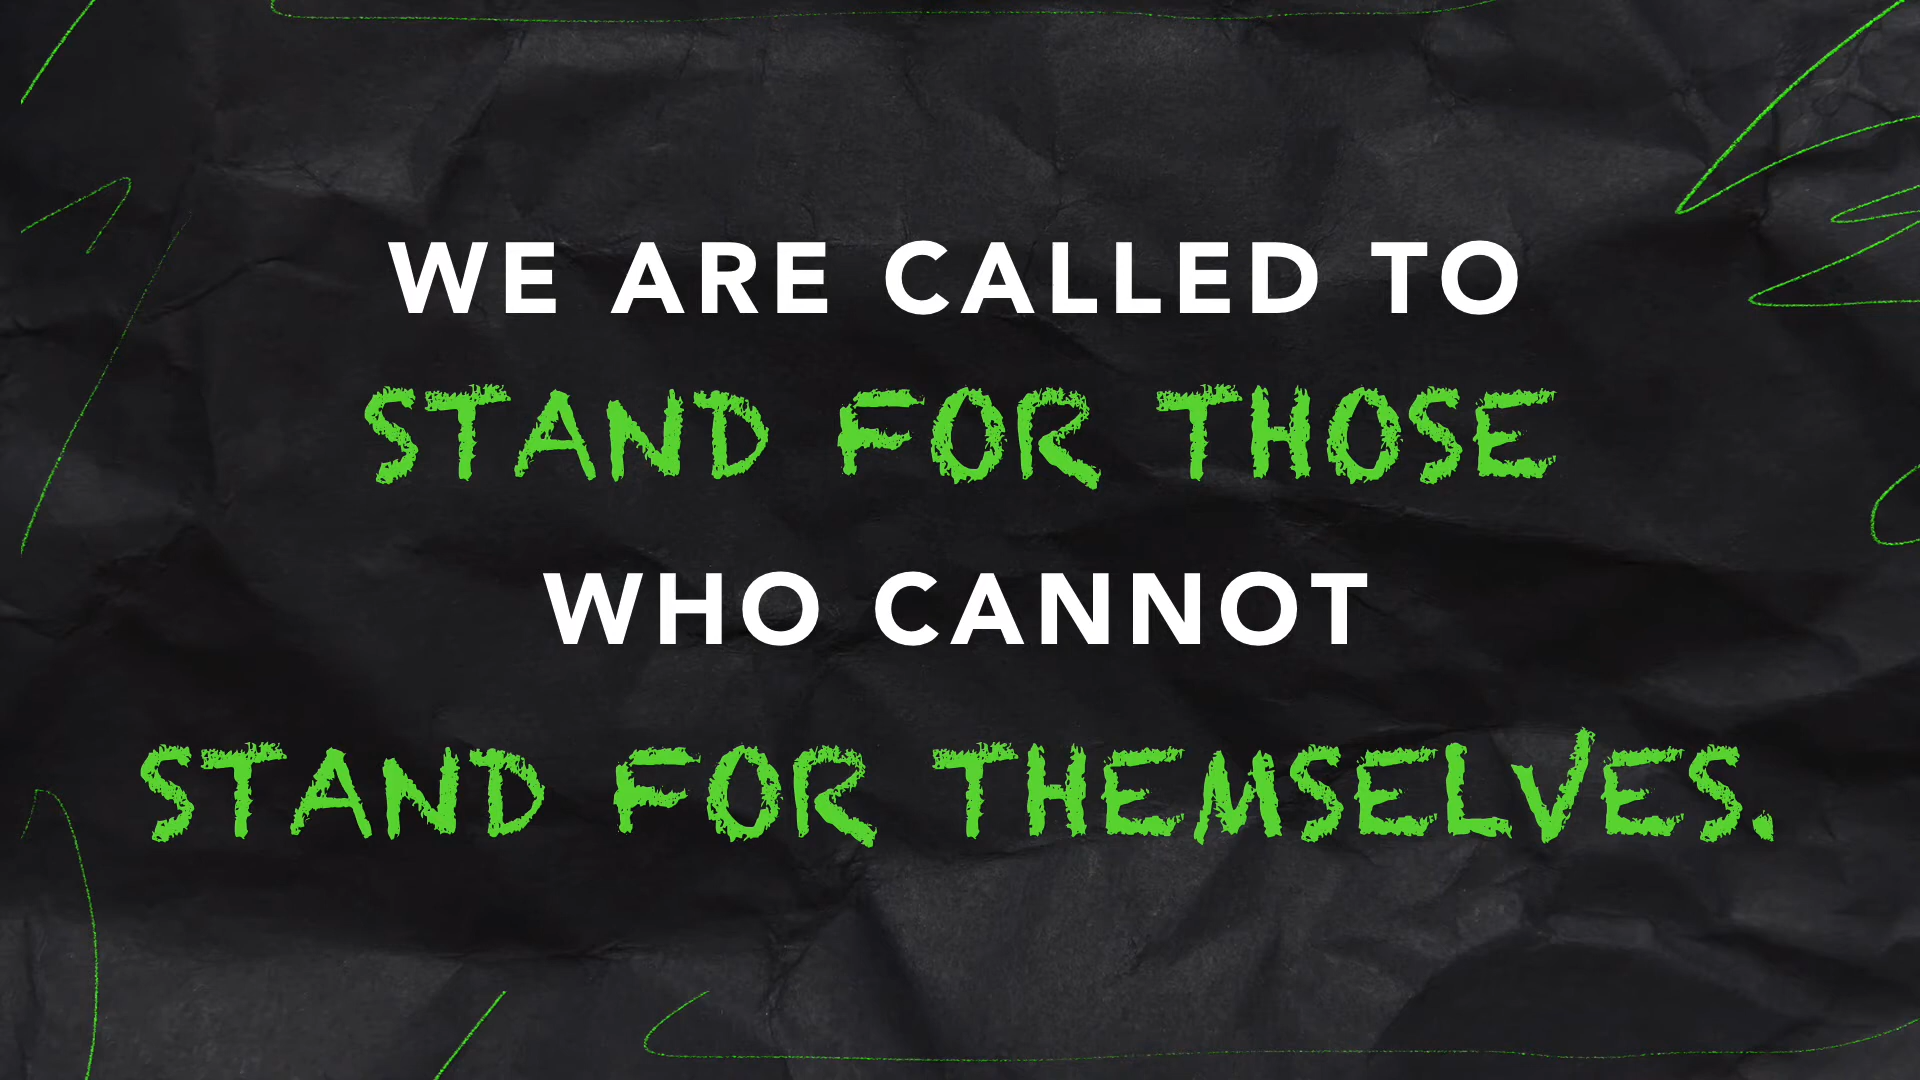 WE ARE CALLED TO
STAND FOR THOSE
WHO CANNOT
STAND FOR THEMSELVES.